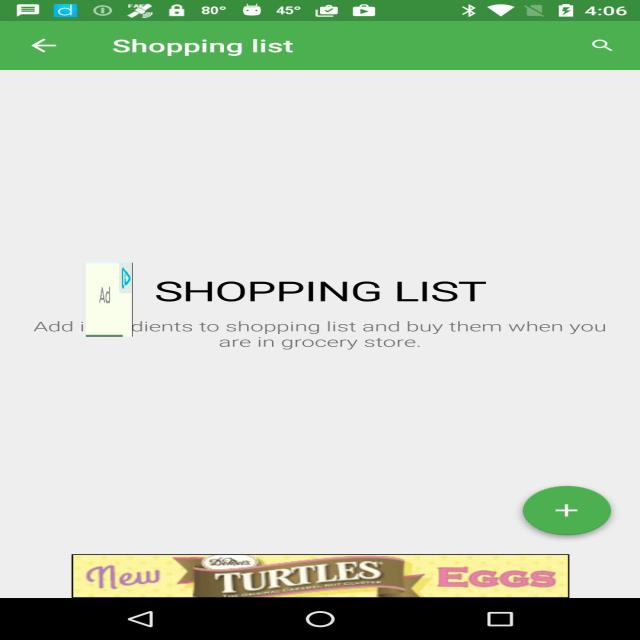 80° 45° 4:06
Shopping list
Ad
SHOPPING LIST
Add i dients to shopping list and buy them when you
are in grocery store.
New TURTLES EGGS